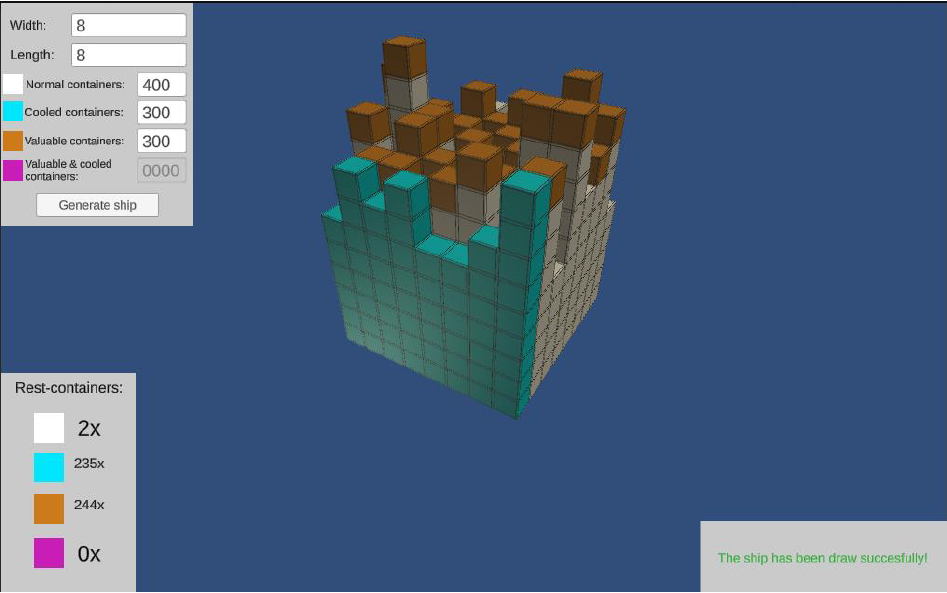 Width: 8
Length: 8
Normal containers: 400
Cooled containers: 300
Valuable containers: 300
Valuable & cooled
containers: 0000
Generate ship
Rest-containers:
2x
235x
244x
0x
The ship has been draw succesfully!